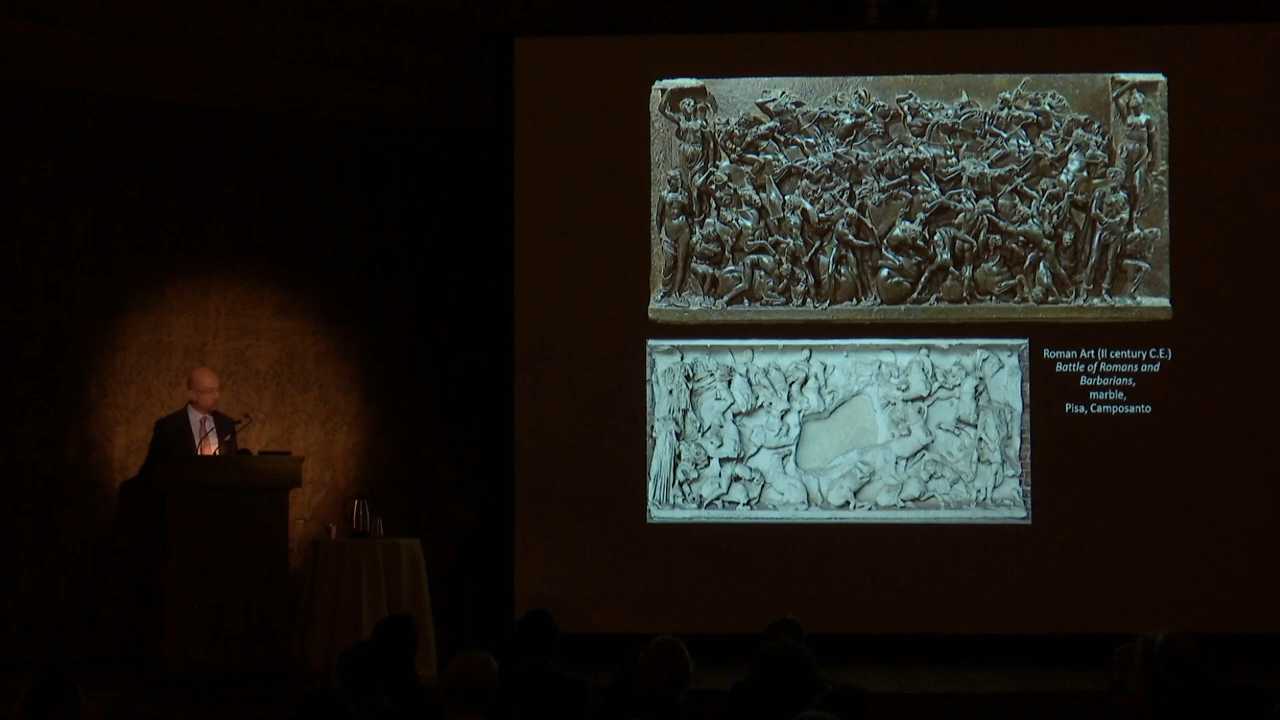 Roman Art (II century C.E.)
Battle of Romans and
Barbarians,
marble,
Pisa, Camposanto